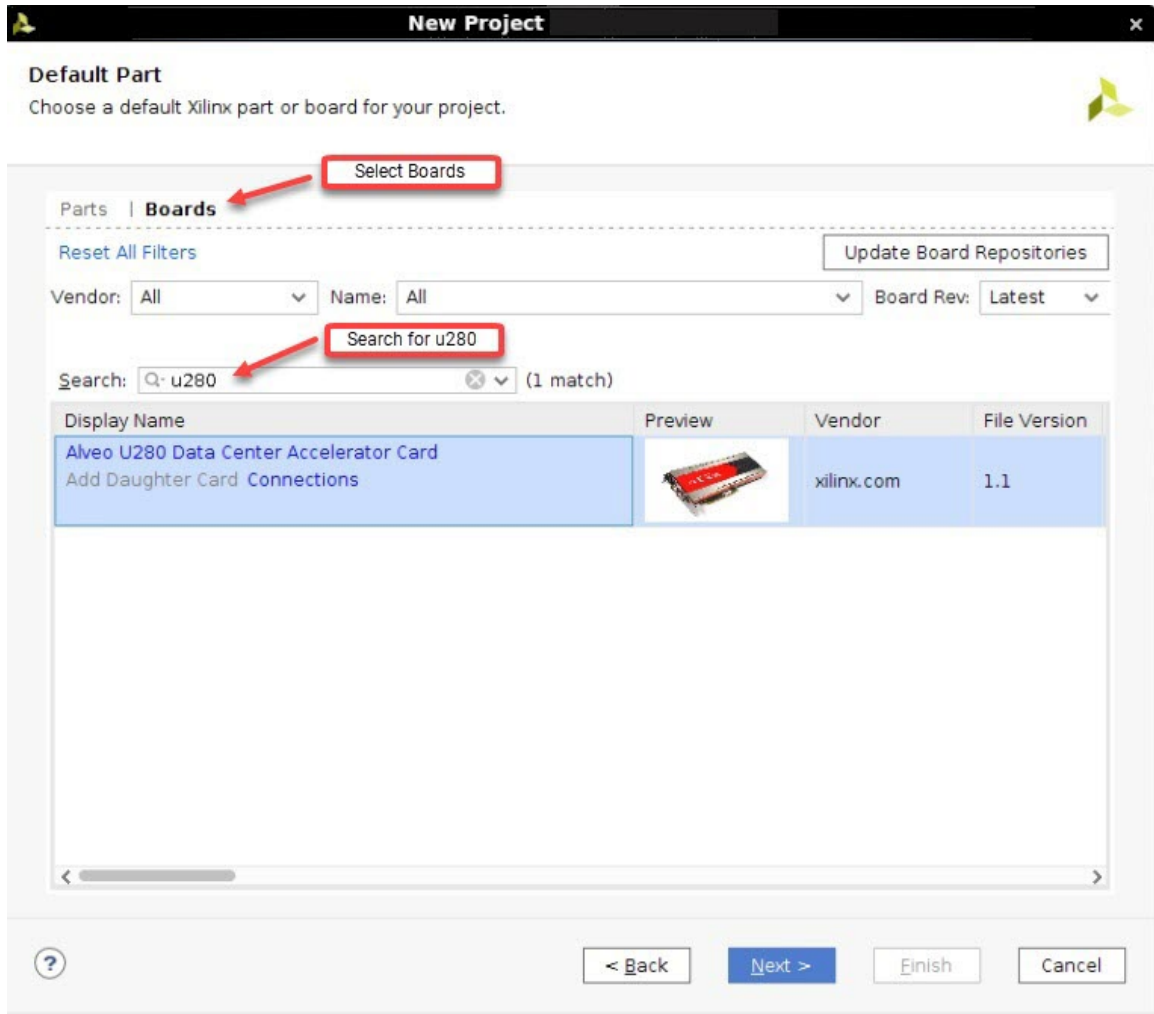 New Project
Default Part
Choose a default Xilinx part or board for your project.
Select Boards
Parts | Boards
Reset All Filters
Update Board Repositories
Vendor: All Name: All Board Rev: Latest
Search for u280
Search: u280 (1 match)
Display Name Preview Vendor File Version
Alveo U280 Data Center Accelerator Card
Add Daughter Card Connections
xilinx.com 1.1
? < Back Next > Finish Cancel